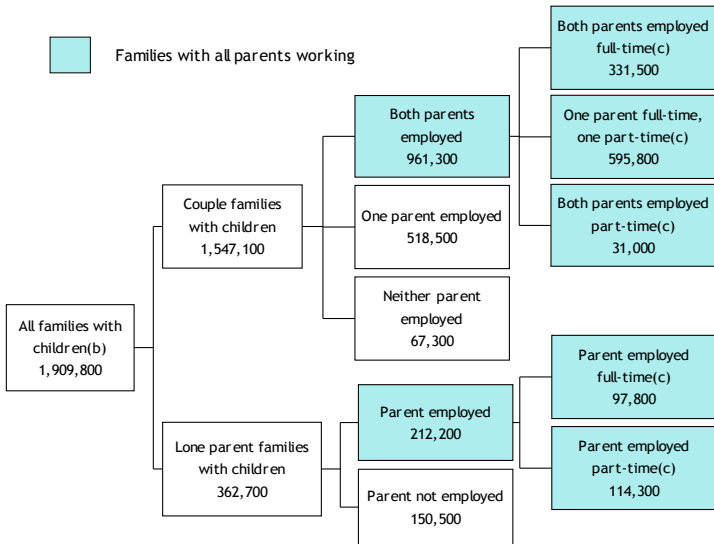 Families with all parents working
Both parents employed
full-time(c)
331,500
Both parents
employed
961,300
One parent full-time,
one part-time(c)
595,800
Couple families
with children
1,547,100
One parent employed
518,500
Both parents employed
part-time(c)
31,000
Neither parent
employed
67,300
All families with
children(b)
1,909,800
Parent employed
full-time(c)
97,800
Parent employed
212,200
Lone parent families
with children
362,700
Parent employed
part-time(c)
114,300
Parent not employed
150,500